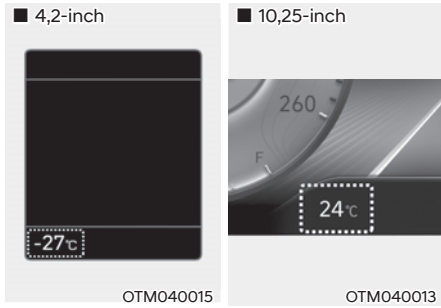 ■ 4,2-inch
-27℃
OTM040015
■ 10,25-inch
260
F
24℃
OTM040013